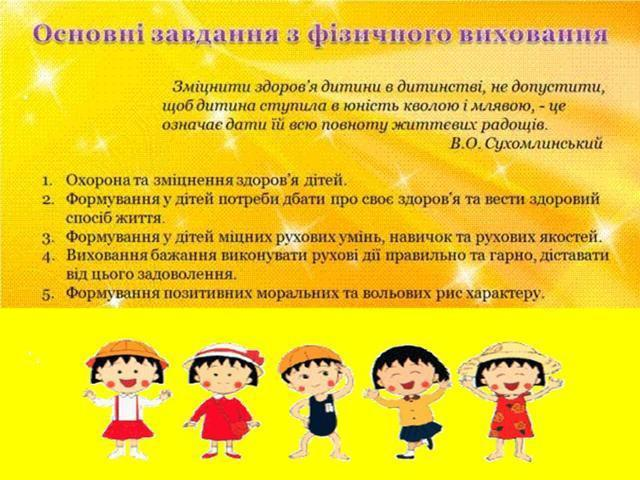 Основні завдання з фізичного виховання
Зміцнити здоров'я дитини в дитинстві, не допустити,
щоб дитина ступила в юність кволою і млявою, - це
означає дати їй всю повноту життєвих радощів.
В.О. Сухомлинський
1. Охорона та зміцнення здоров'я дітей.
2. Формування у дітей потреби дбати про своє здоров'я та вести здоровий
спосіб життя.
3. Формування у дітей міцних рухових умінь, навичок та рухових якостей.
4. Виховання бажання виконувати рухові дії правильно та гарно, діставати
від цього задоволення.
5. Формування позитивних моральних та вольових рис характеру.